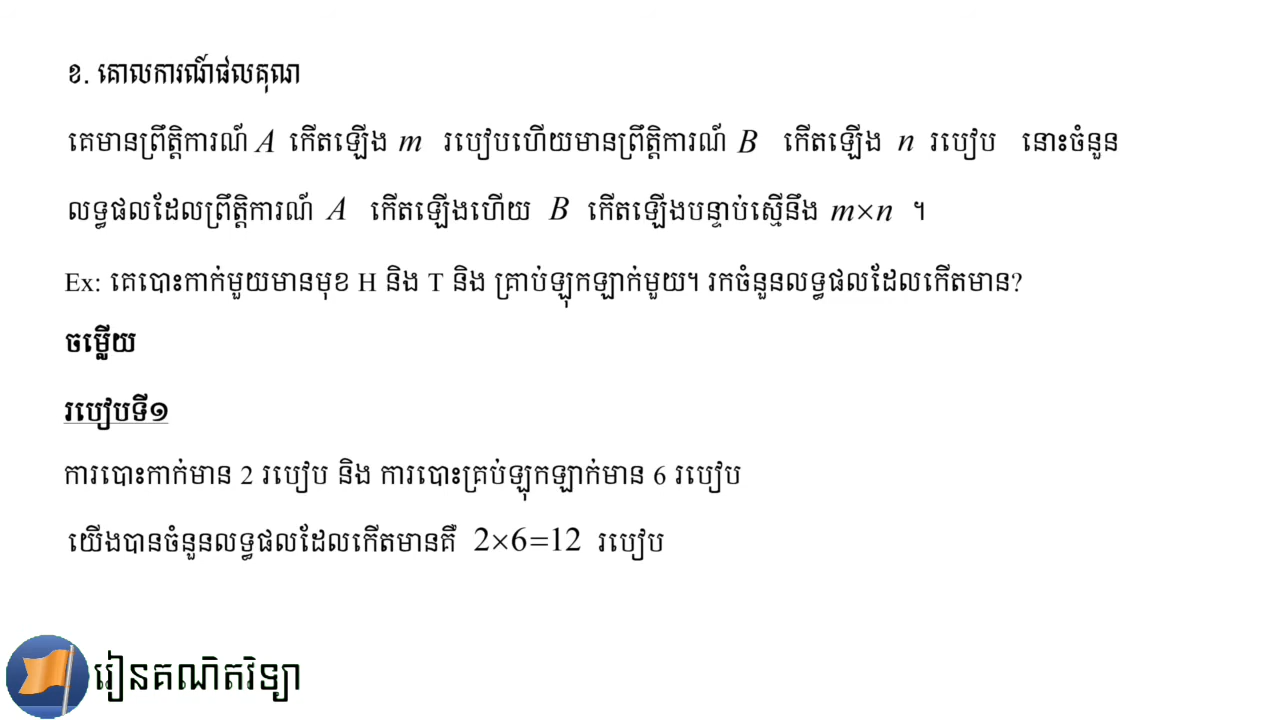 ខ. គោលការណ៍ផលគុណ
គេមានព្រឹត្តិការណ៍ A កើតឡើង m របៀបហើយមានព្រឹត្តិការណ៍ B កើតឡើង n របៀប នោះចំនួន
លទ្ធផលដែលព្រឹត្តិការណ៍ A កើតឡើងហើយ B កើតឡើងបន្ទាប់ស្មើនឹង m×n ។
Ex: គេបោះកាក់មួយមានមុខ H និង T និង គ្រាប់ឡុកឡាក់មួយ។ រកចំនួនលទ្ធផលដែលកើតមាន?
ចម្លើយ
របៀបទី១
ការបោះកាក់មាន 2 របៀប និង ការបោះគ្រប់ឡុកឡាក់មាន 6 របៀប
យើងបានចំនួនលទ្ធផលដែលកើតមានគឺ 2×6=12 របៀប
រៀនគណិតវិទ្យា